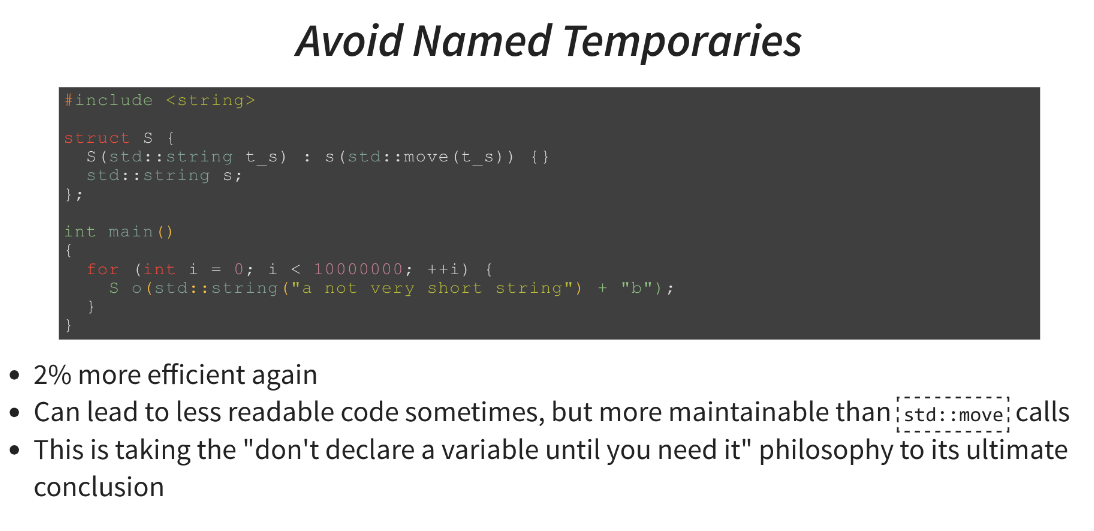 Avoid Named Temporaries
#include <string>
struct S {
  S(std::string t_s) : s(std::move(t_s)) {}
  std::string s;
};
int main()
{
  for (int i = 0; i < 10000000; ++i) {
    S o(std::string("a not very short string") + "b");
  }
}
• 2% more efficient again
• Can lead to less readable code sometimes, but more maintainable than std::move calls
• This is taking the "don't declare a variable until you need it" philosophy to its ultimate
conclusion